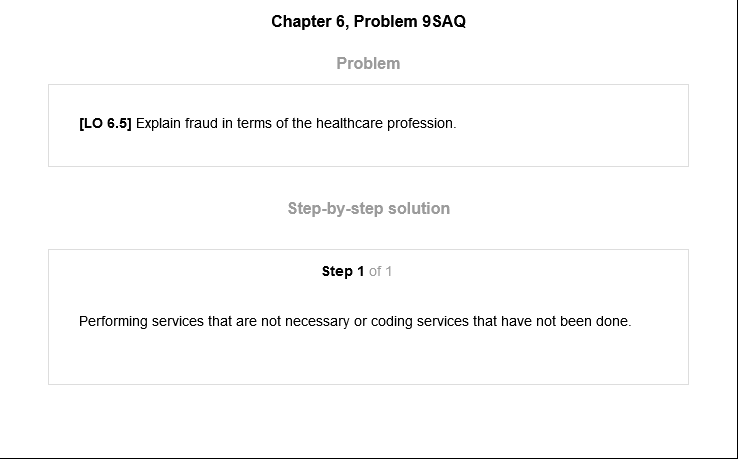 Chapter 6, Problem 9SAQ
Problem
[LO 6.5] Explain fraud in terms of the healthcare profession.
Step-by-step solution
Step 1 of 1
Performing services that are not necessary or coding services that have not been done.